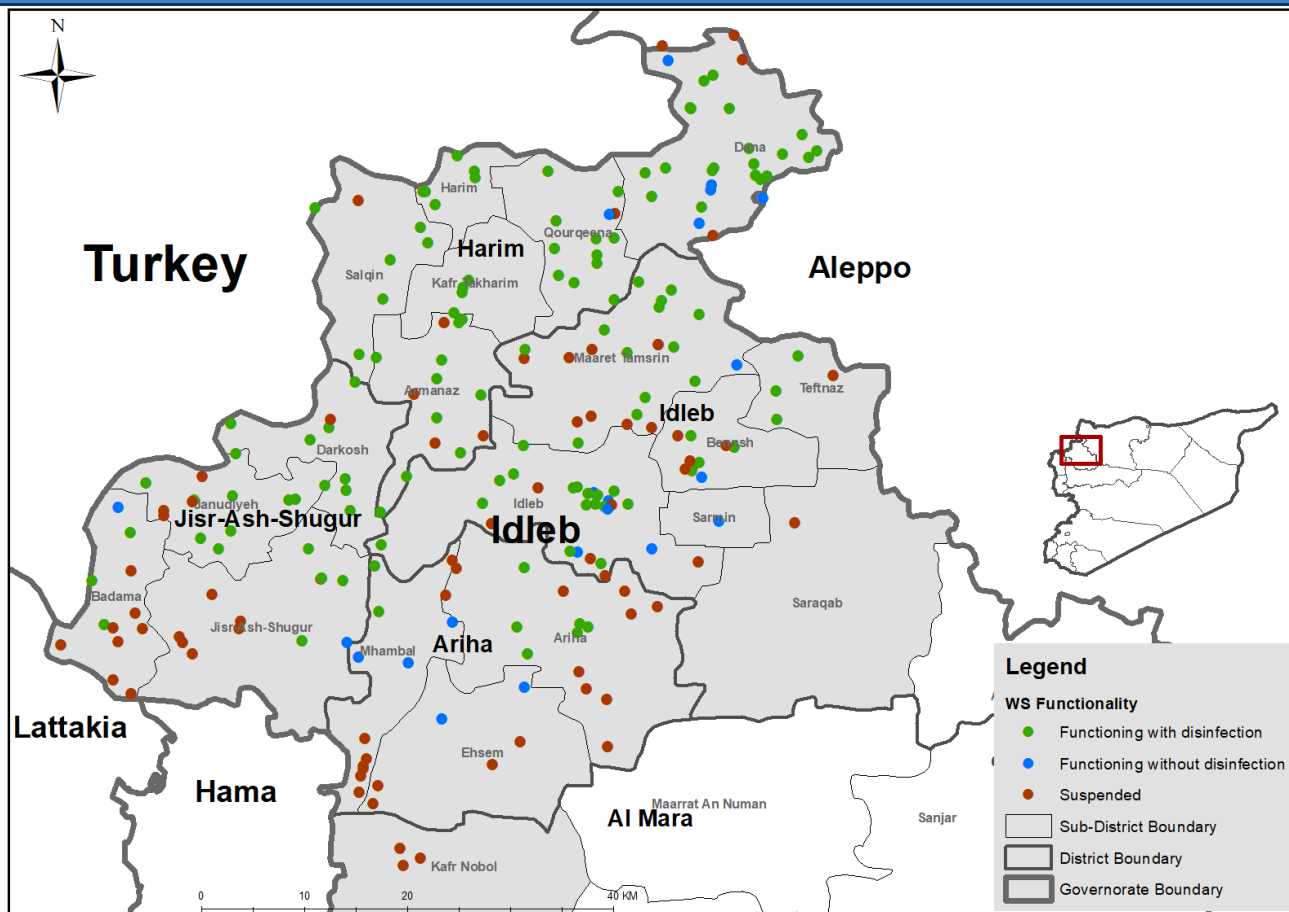 N
Dana
Harim
Turkey
Harim
Qourqeena
Aleppo
Salqin
Kafr Takharim
Maaret Tamsrin
Teftnaz
Armanaz
Idleb
Bennsh
Darkosh
Janudiyeh
Jisr-Ash-Shugur
Idleb
Idleb
Sarmin
Badama
Saraqab
Jisr-Ash-Shugur
Mhambal
Ariha
Ariha
Lattakia
Ehsem
Hama
Maarrat An Numan
Al Mara
Sanjar
Kafr Nobol
0 10 20 40 KM
Legend
WS Functionality
Functioning with disinfection
Functioning without disinfection
Suspended
Sub-District Boundary
District Boundary
Governorate Boundary